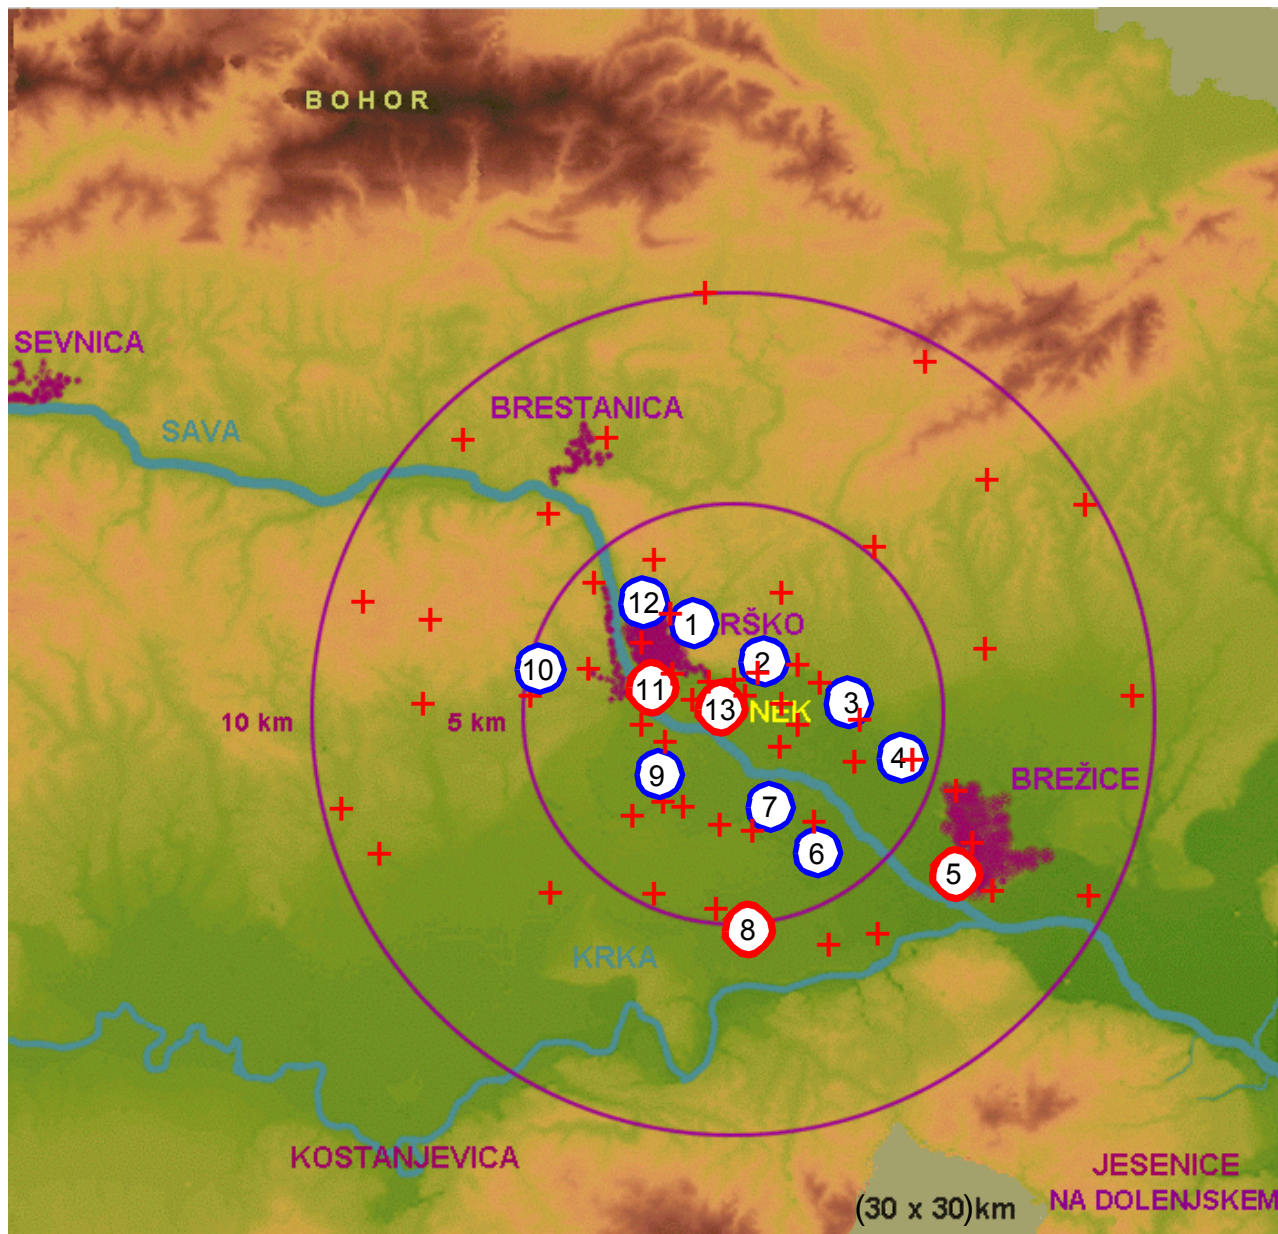 BOHOR
SEVNICA
BRESTANICA
SAVA
12
1
RŠKO
2
10
11
13
NEK
3
10 km
5 km
4
9
BREŽICE
7
6
5
8
KRKA
KOSTANJEVICA
JESENICE
NA DOLENJSKEM
(30 x 30)km